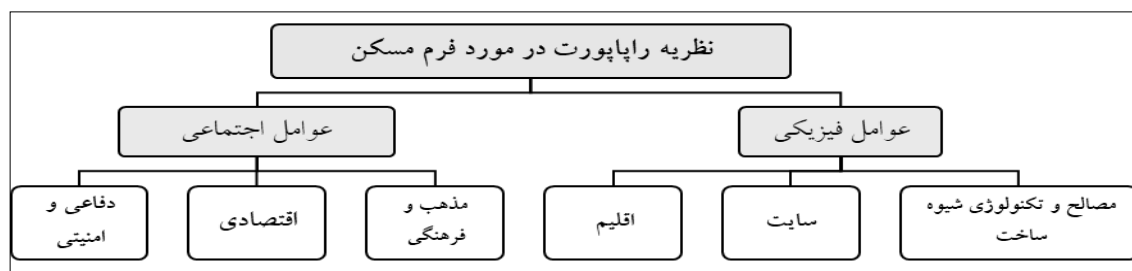 نظریه راپاپورت در مورد فرم مسکن
عوامل فیزیکی
عوامل اجتماعی
مصالح و تکنولوژی شیوه
ساخت
سایت
اقلیم
مذهب و
فرهنگی
اقتصادی
دفاعی و
امنیتی